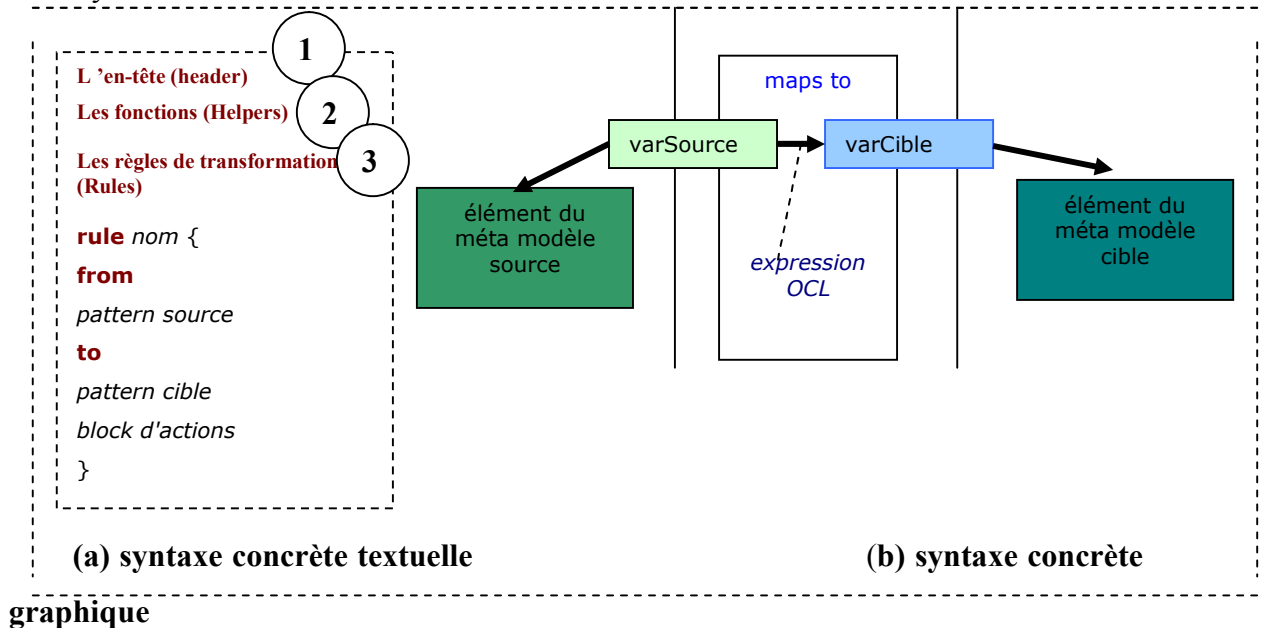 1
L ’en-tête (header)
Les fonctions (Helpers)
2
Les règles de transformation
(Rules)
3
rule nom {
from
pattern source
to
pattern cible
block d'actions
}
maps to
varSource
varCible
élément du
méta modèle
source
expression
OCL
élément du
méta modèle
cible
(a) syntaxe concrète textuelle
(b) syntaxe concrète
graphique